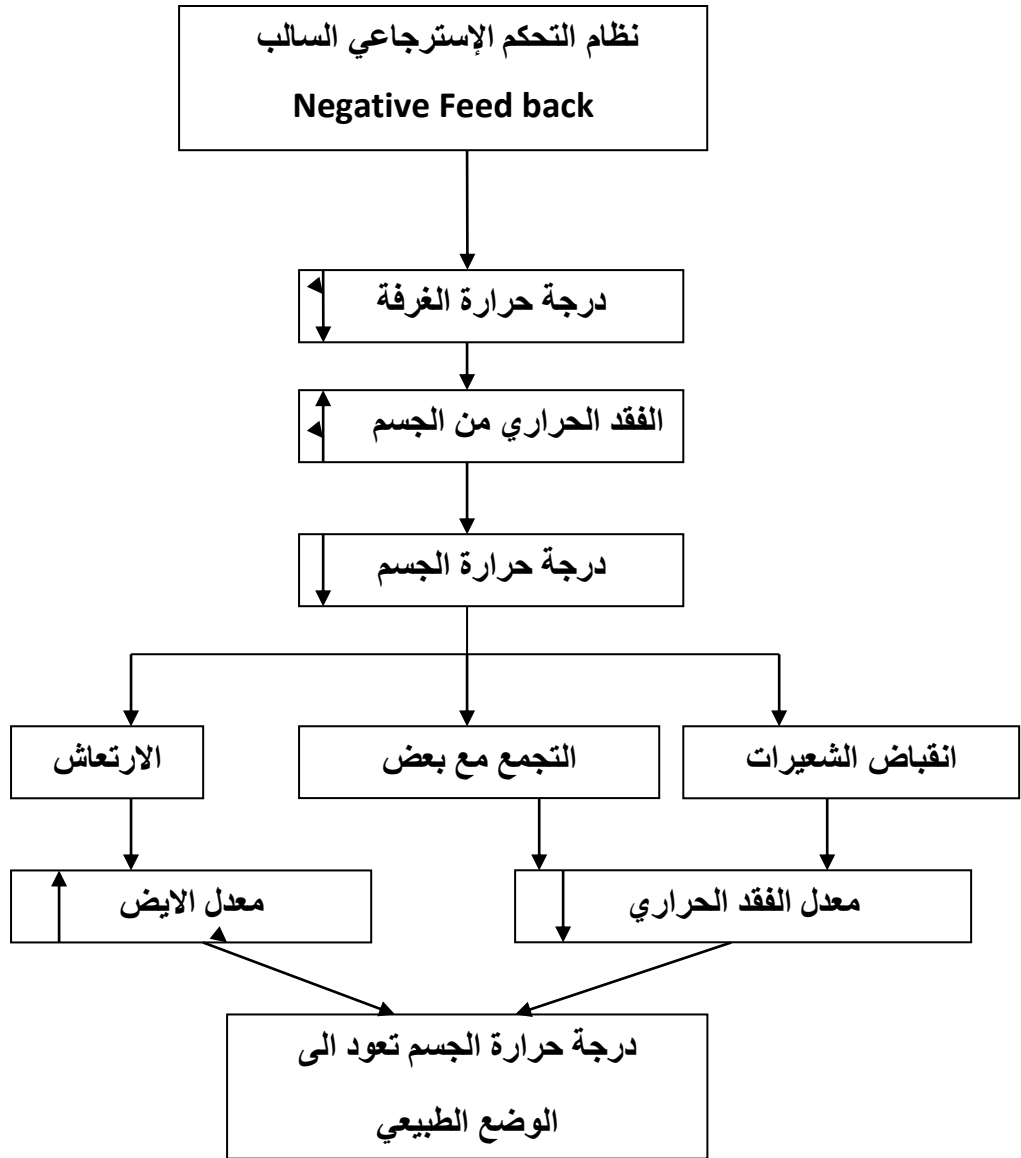 نظام التحكم الإسترجاعي السالب
Negative Feed back
درجة حرارة الغرفة
الفقد الحراري من الجسم
درجة حرارة الجسم
انقباض الشعيرات
التجمع مع بعض
الارتعاش
معدل الفقد الحراري
معدل الايض
درجة حرارة الجسم تعود الى
الوضع الطبيعي